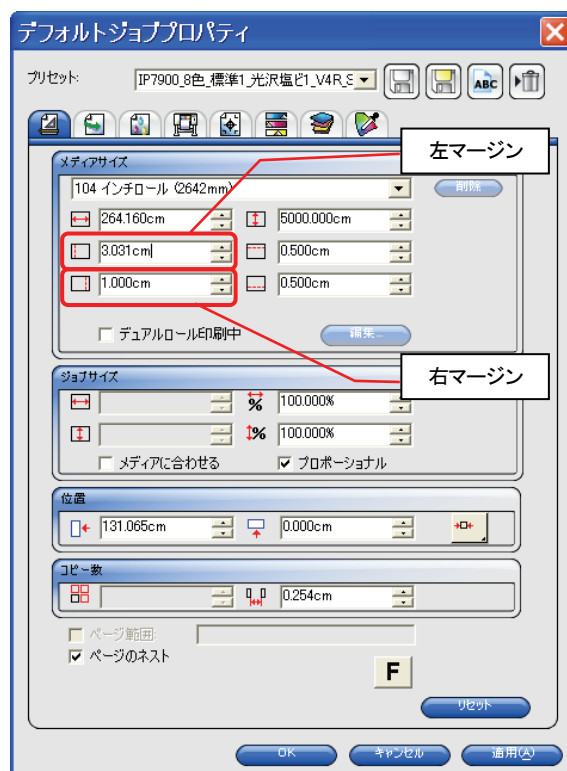 デフォルトジョブプロパティ
プリセット: IP7900_8色_標準1_光沢塩ビ1_V4R_S
ABC
メディアサイズ
左マージン
104 インチロール (2642mm)
削除
264.160cm 5000.000cm
3.031cm 0.500cm
1.000cm 0.500cm
デュアルロール印刷中 編集...
ジョブサイズ
右マージン
% 100.000%
% 100.000%
メディアに合わせる プロポーショナル
位置
131.065cm 0.000cm
コピー数
0.254cm
ページ範囲:
ページのネスト
F
リセット
OK キャンセル 適用(A)